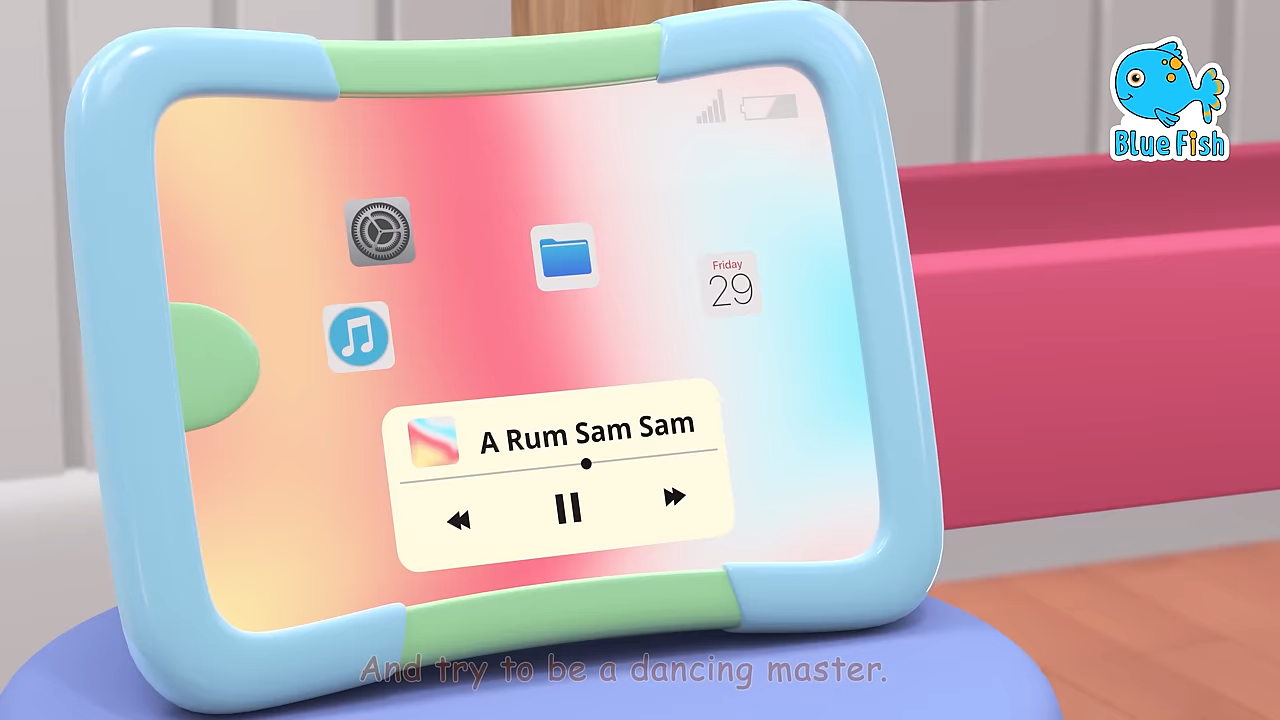 Blue Fish
Friday
29
A Rum Sam Sam
And try to be a dancing master.